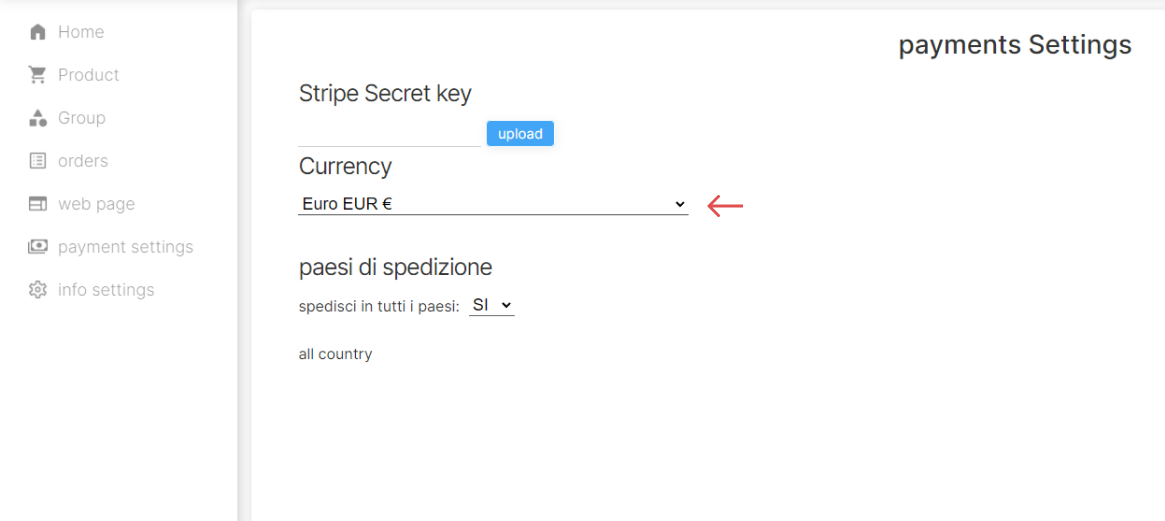 Home
Product
Group
orders
web page
payment settings
info settings
payments Settings
Stripe Secret key
upload
Currency
Euro EUR €
paesi di spedizione
spedisci in tutti i paesi: SI
all country